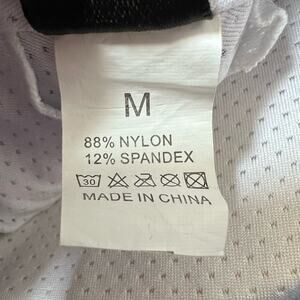 M
88% NYLON
12% SPANDEX
30
MADE IN CHINA